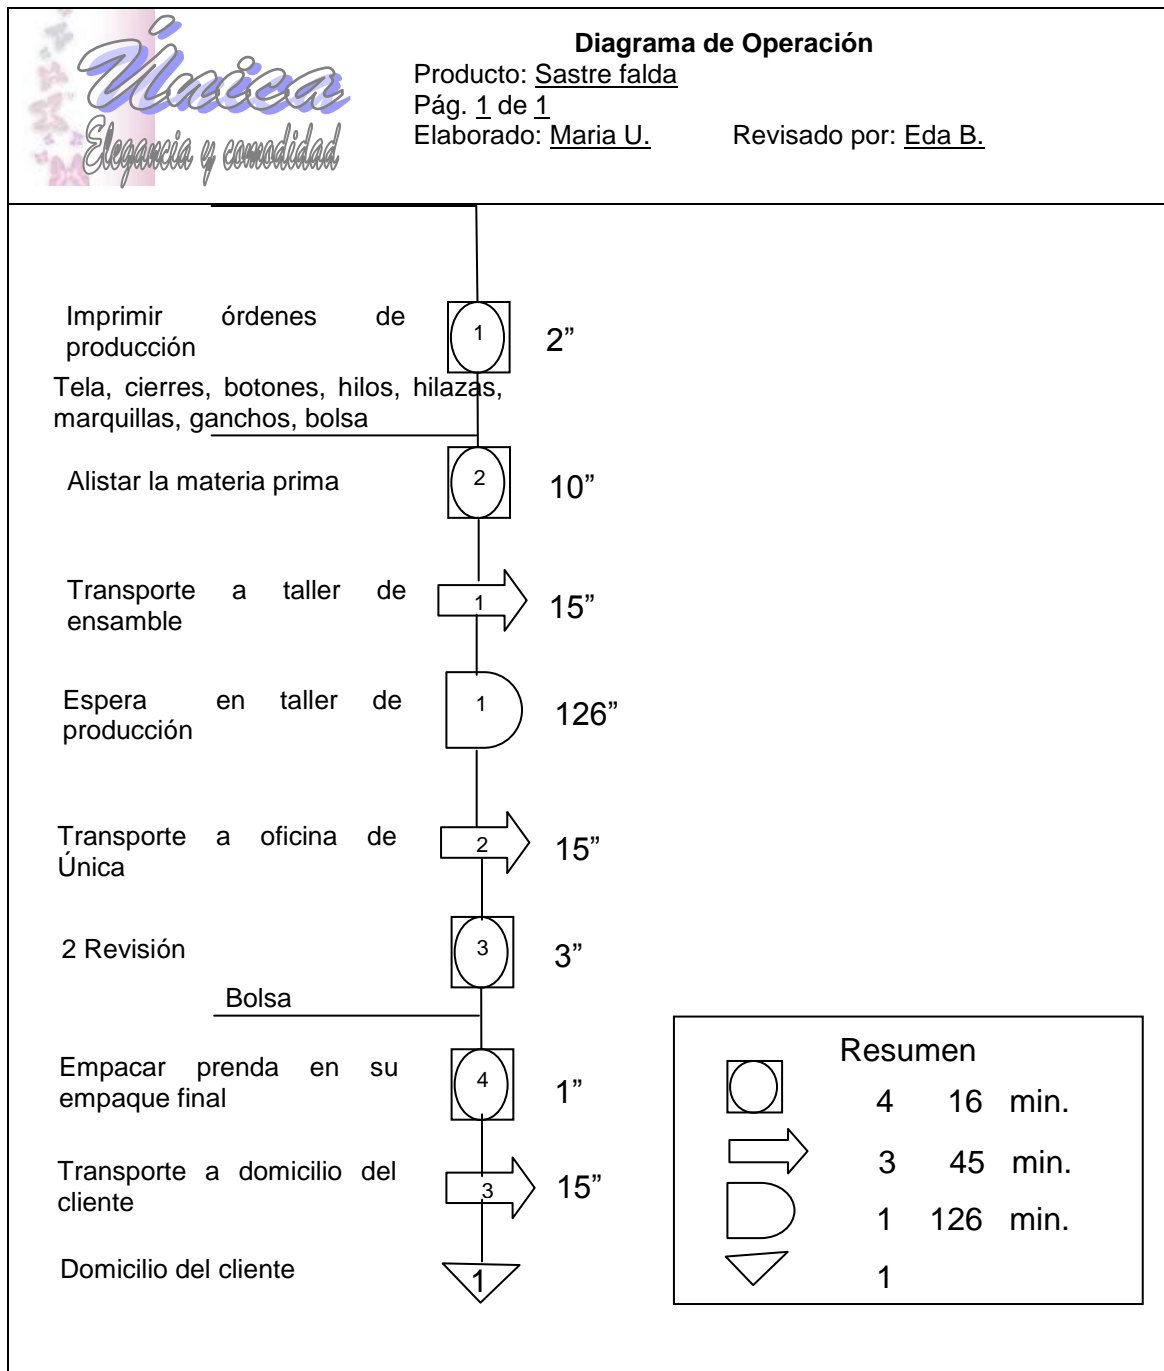 Única
Elegancia y comodidad
Diagrama de Operación
Producto: Sastre falda
Pág. 1 de 1
Elaborado: Maria U. Revisado por: Eda B.
Imprimir órdenes de
producción
1
2”
Tela, cierres, botones, hilos, hilazas,
marquillas, ganchos, bolsa
Alistar la materia prima
2
10”
Transporte a taller de
ensamble
1
15”
Espera en taller de
producción
1
126”
Transporte a oficina de
Única
2
15”
2 Revisión
3
3”
Bolsa
Empacar prenda en su
empaque final
4
1”
Transporte a domicilio del
cliente
3
15”
Domicilio del cliente
1
Resumen
4 16 min.
3 45 min.
1 126 min.
1